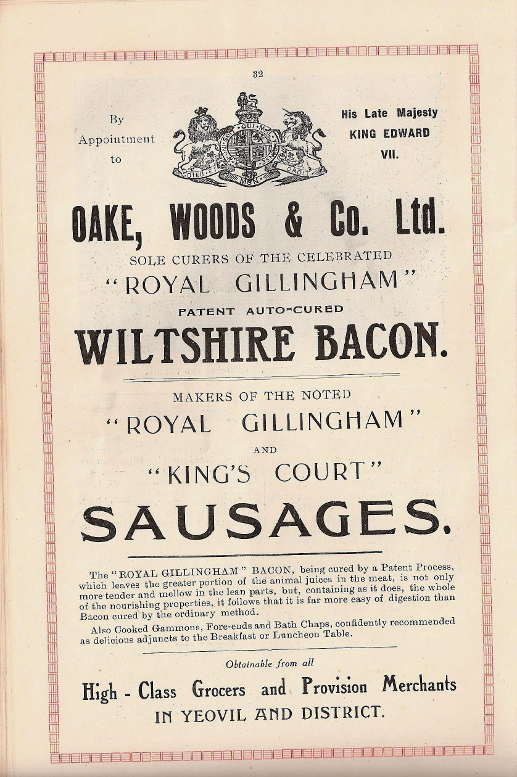 32
By
Appointment
to
His Late Majesty
KING EDWARD
VII.
OAKE, WOODS & Co. Ltd.
SOLE CURERS OF THE CELEBRATED
"ROYAL GILLINGHAM"
PATENT AUTO-CURED
WILTSHIRE BACON.
MAKERS OF THE NOTED
"ROYAL GILLINGHAM"
AND
"KING'S COURT"
SAUSAGES.
The "ROYAL GILLINGHAM" BACON, being cured by a Patent Process,
which leaves the greater portion of the animal juices in the meat, is not only
more tender and mellow in the lean parts, but, containing as it does, the whole
of the nourishing properties, it follows that it is far more easy of digestion than
Bacon cured by the ordinary method.
Also Cooked Gammons, Fore-ends and Bath Chaps, confidently recommended
as delicious adjuncts to the Breakfast or Luncheon Table.
Obtainable from all
High-Class Grocers and Provision Merchants
IN YEOVIL AND DISTRICT.